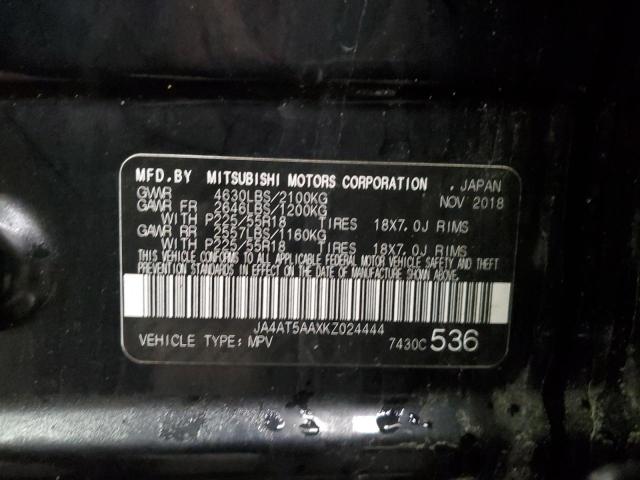 MFD. BY MITSUBISHI MOTORS CORPORATION , JAPAN
GVWR 4630LBS/2100KG NOV 2018
GAWR FR 2646LBS/1200KG
WITH P225/55R18 TIRES 18X7.0J RIMS
GAWR RR 2557LBS/1160KG
WITH P225/55R18 TIRES 18X7.0J RIMS
THIS VEHICLE CONFORMS TO ALL APPLICABLE FEDERAL MOTOR VEHICLE SAFETY AND THEFT
PREVENTION STANDARDS IN EFFECT ON THE DATE OF MANUFACTURE SHOWN ABOVE.
JA4AT5AAXKZ024444
VEHICLE TYPE: MPV 7430C 536